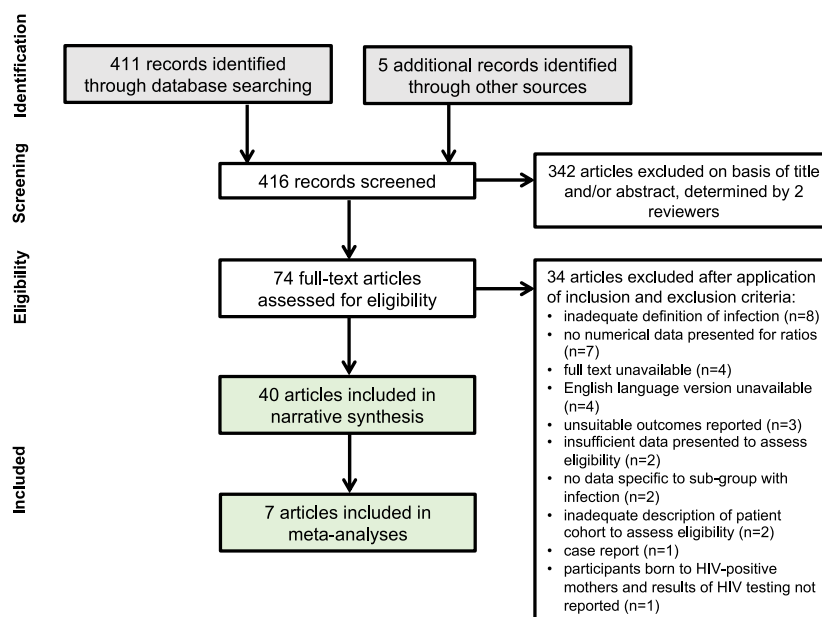 Identification
411 records identified
through database searching
5 additional records identified
through other sources
Screening
416 records screened
342 articles excluded on basis of title
and/or abstract, determined by 2
reviewers
Eligibility
74 full-text articles
assessed for eligibility
34 articles excluded after application
of inclusion and exclusion criteria:
• inadequate definition of infection (n=8)
• no numerical data presented for ratios
(n=7)
• full text unavailable (n=4)
• English language version unavailable
(n=4)
• unsuitable outcomes reported (n=3)
• insufficient data presented to assess
eligibility (n=2)
• no data specific to sub-group with
infection (n=2)
• inadequate description of patient
cohort to assess eligibility (n=2)
• case report (n=1)
• participants born to HIV-positive
mothers and results of HIV testing not
reported (n=1)
Included
40 articles included in
narrative synthesis
7 articles included in
meta-analyses